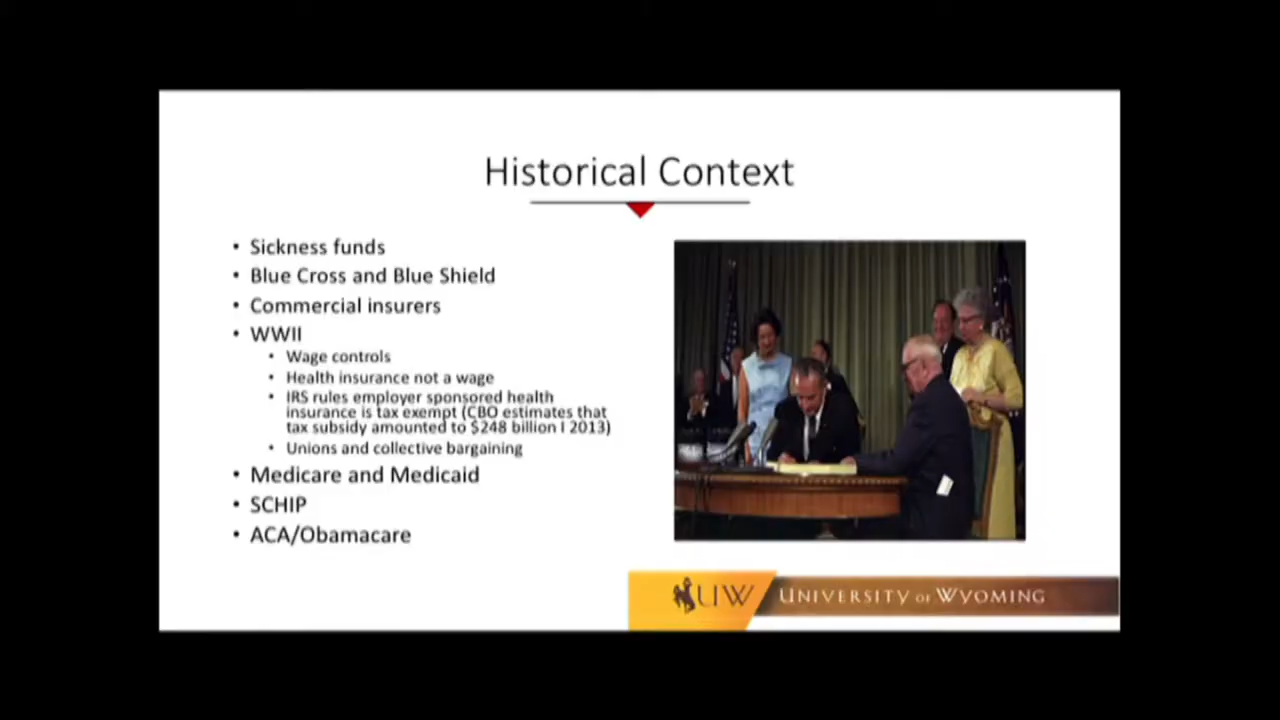 Historical Context
• Sickness funds
• Blue Cross and Blue Shield
• Commercial insurers
• WWII
• Wage controls
• Health insurance not a wage
• IRS rules employer sponsored health
insurance is tax exempt (CBO estimates that
tax subsidy amounted to $248 billion I 2013)
• Unions and collective bargaining
• Medicare and Medicaid
• SCHIP
• ACA/Obamacare
UW UNIVERSITY OF WYOMING